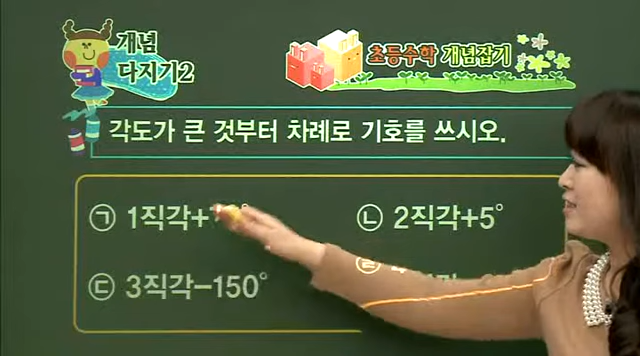 개념
다지기2
초등수학 개념잡기
각도가 큰 것부터 차례로 기호를 쓰시오.
㉠ 1직각+
㉡ 2직각+5°
㉢ 3직각−150°
㉣